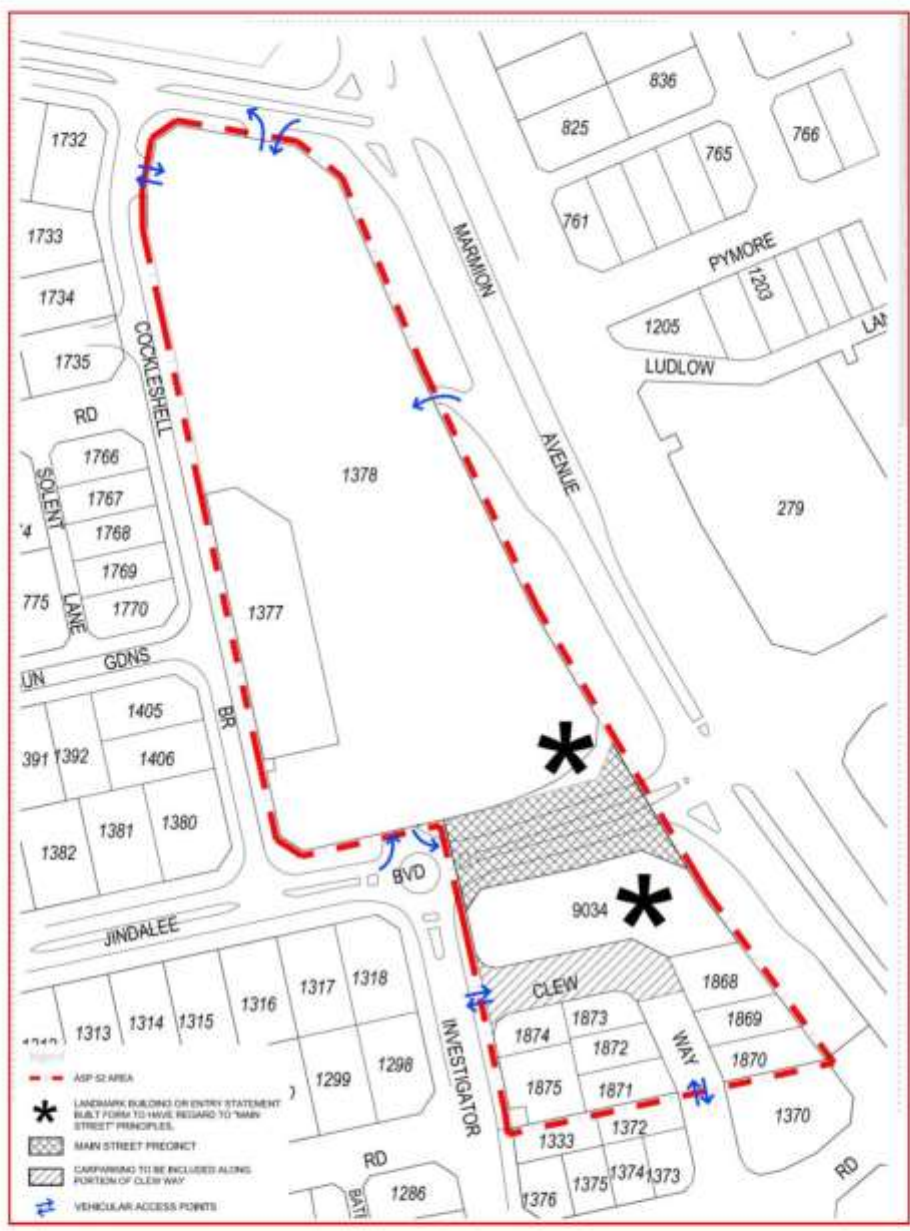 836
825
1732
765
766
761
1733
MARMION
PYMORE
1203
1734
1205
LUDLOW
1735
COCKLESHELL
RD
1766
SOLENT
AVENUE
1378
1767
279
1768
1769
775
LANE
1770
1377
GDNS
1405
BR
391
1392
1406
1382
1381
1380
BVD
9034
JINDALEE
CLEW
1868
1318
1317
1316
1315
1314
1313
1873
1874
1869
INVESTIGATOR
WAY
1872
1870
1298
1299
1875
1871
1370
1372
1333
RD
1374
1373
1375
1376
1286
RD
ASP 52 AREA
LANDMARK BUILDING OR ENTRY STATEMENT
BUILT FORM TO HAVE REGARD TO "MAIN
STREET" PRINCIPLES.
MAIN STREET PRECINCT
CARPARKING TO BE INCLUDED ALONG
PORTION OF CLEW WAY
VEHICULAR ACCESS POINTS